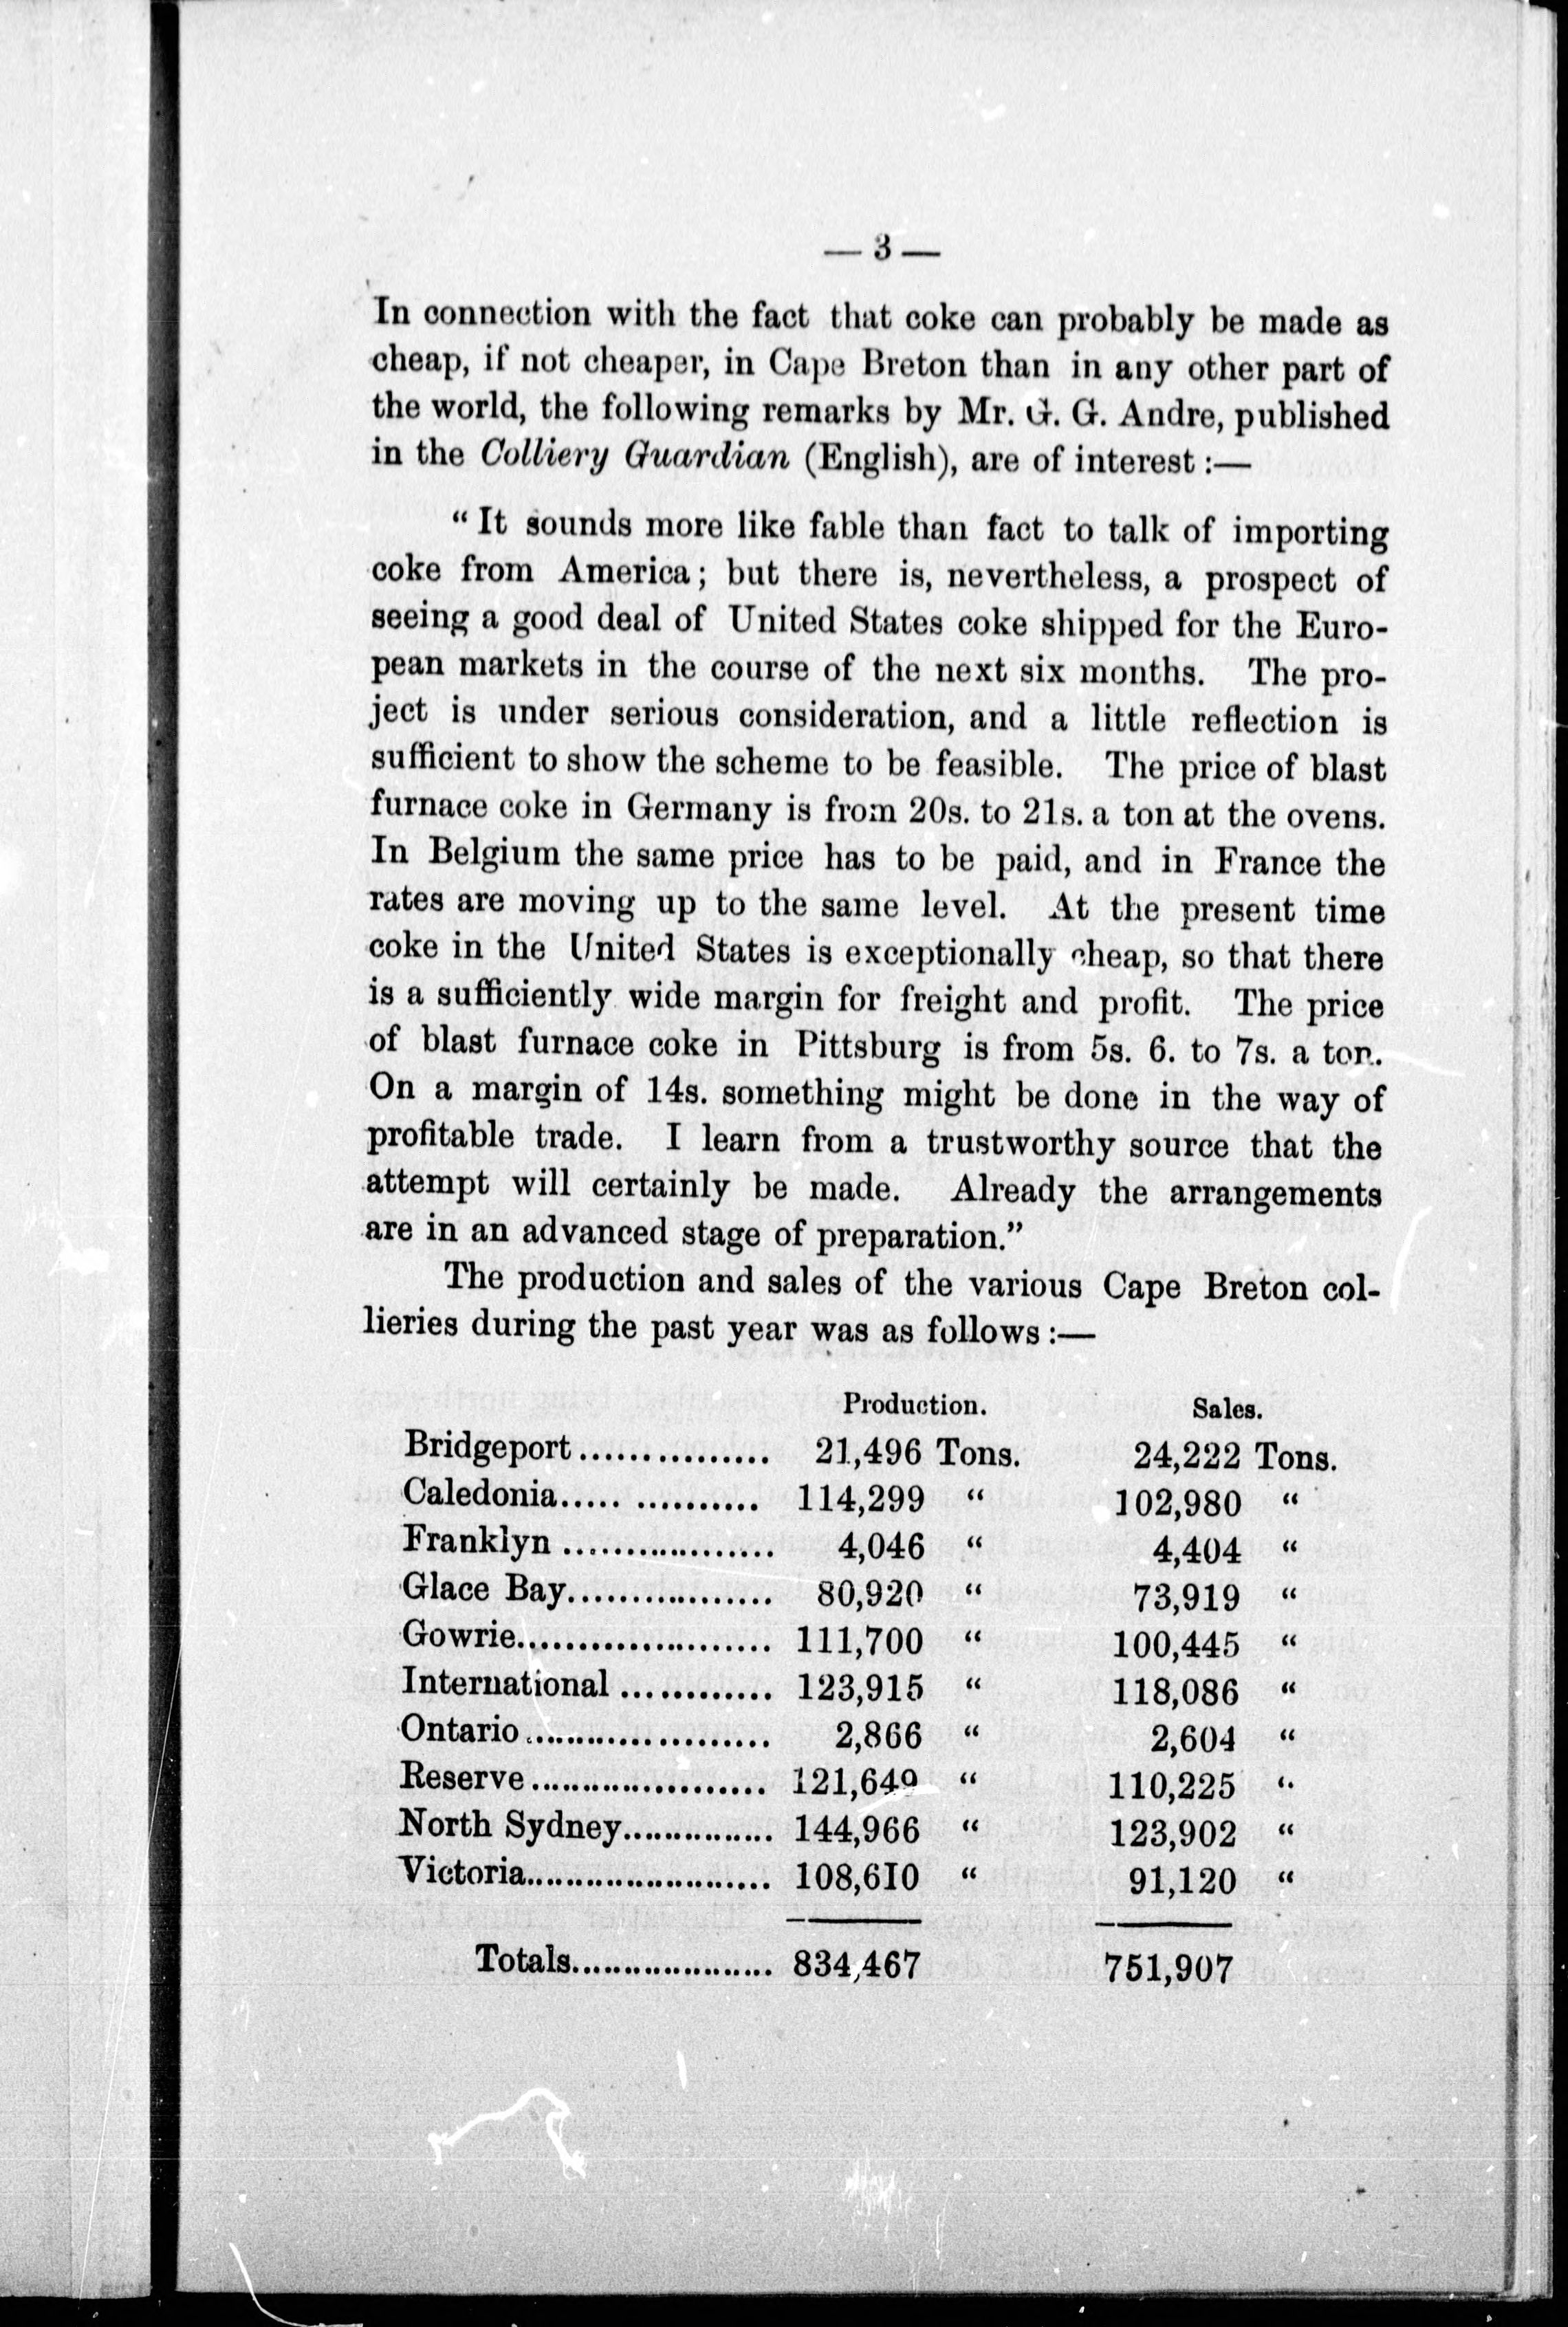 — 3 —
In connection with the fact that coke can probably be made as
cheap, if not cheaper, in Cape Breton than in any other part of
the world, the following remarks by Mr. G. G. Andre, published
in the Colliery Guardian (English), are of interest :—
“ It sounds more like fable than fact to talk of importing
coke from America ; but there is, nevertheless, a prospect of
seeing a good deal of United States coke shipped for the Euro-
pean markets in the course of the next six months. The pro-
ject is under serious consideration, and a little reflection is
sufficient to show the scheme to be feasible. The price of blast
furnace coke in Germany is from 20s. to 21s. a ton at the ovens.
In Belgium the same price has to be paid, and in France the
rates are moving up to the same level. At the present time
coke in the United States is exceptionally cheap, so that there
is a sufficiently wide margin for freight and profit. The price
of blast furnace coke in Pittsburg is from 5s. 6. to 7s. a ton.
On a margin of 14s. something might be done in the way of
profitable trade. I learn from a trustworthy source that the
attempt will certainly be made. Already the arrangements
are in an advanced stage of preparation.”
The production and sales of the various Cape Breton col-
lieries during the past year was as follows :—
Production. Sales.
Bridgeport............... 21,496 Tons. 24,222 Tons.
Caledonia..... .......... 114,299 “ 102,980 “
Franklyn ................. 4,046 “ 4,404 “
Glace Bay................ 80,920 “ 73,919 “
Gowrie.................... 111,700 “ 100,445 “
International ............ 123,915 “ 118,086 “
Ontario.................... 2,866 “ 2,604 “
Reserve................... 121,649 “ 110,225 “
North Sydney.............. 144,966 “ 123,902 “
Victoria...................... 108,610 “ 91,120 “
Totals.................... 834,467 751,907